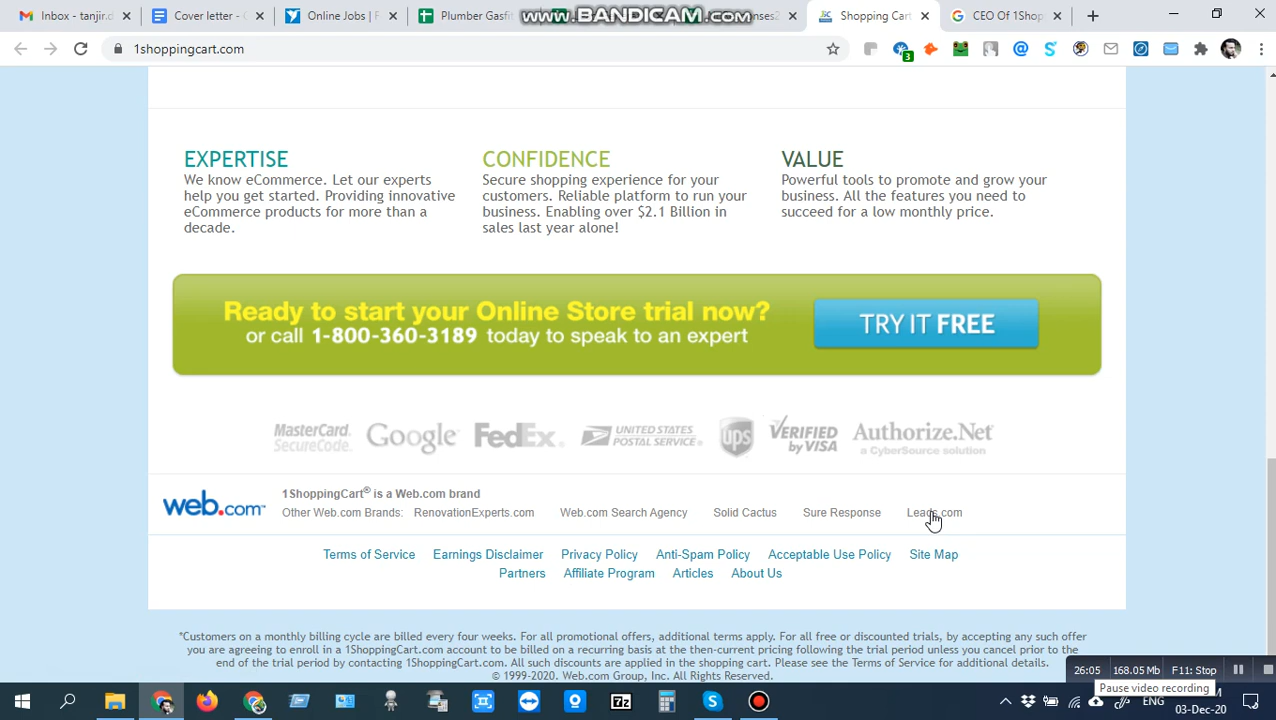 Inbox - tanjir.d
Cover letter - G
Online Jobs | F
Plumber Gasfi
www.BANDICAM.com
Shopping Cart
CEO Of 1Shop
1shoppingcart.com
3
EXPERTISE
We know eCommerce. Let our experts
help you get started. Providing innovative
eCommerce products for more than a
decade.
CONFIDENCE
Secure shopping experience for your
customers. Reliable platform to run your
business. Enabling over $2.1 Billion in
sales last year alone!
VALUE
Powerful tools to promote and grow your
business. All the features you need to
succeed for a low monthly price.
Ready to start your Online Store trial now?
or call 1-800-360-3189 today to speak to an expert
TRY IT FREE
MasterCard
SecureCode.
Google
FedEx
UNITED STATES
POSTAL SERVICE
ups
VERIFIED
by VISA
Authorize.Net
a CyberSource solution
web.com
1ShoppingCart® is a Web.com brand
Other Web.com Brands: RenovationExperts.com Web.com Search Agency Solid Cactus Sure Response Leads.com
Terms of Service Earnings Disclaimer Privacy Policy Anti-Spam Policy Acceptable Use Policy Site Map
Partners Affiliate Program Articles About Us
*Customers on a monthly billing cycle are billed every four weeks. For all promotional offers, additional terms apply. For all free or discounted trials, by accepting any such offer
you are agreeing to enroll in a 1ShoppingCart account to be billed on a recurring basis at the then-current pricing following the trial period unless you cancel prior to the
end of the trial period by contacting 1ShoppingCart.com. All such discounts are applied in the shopping cart. Please see the Terms of Service for additional details.
© 1999-2020. Web.com Group, Inc. All Rights Reserved.
26:05 168.05 Mb F11: Stop
Pause video recording
7z
ENG
03-Dec-20